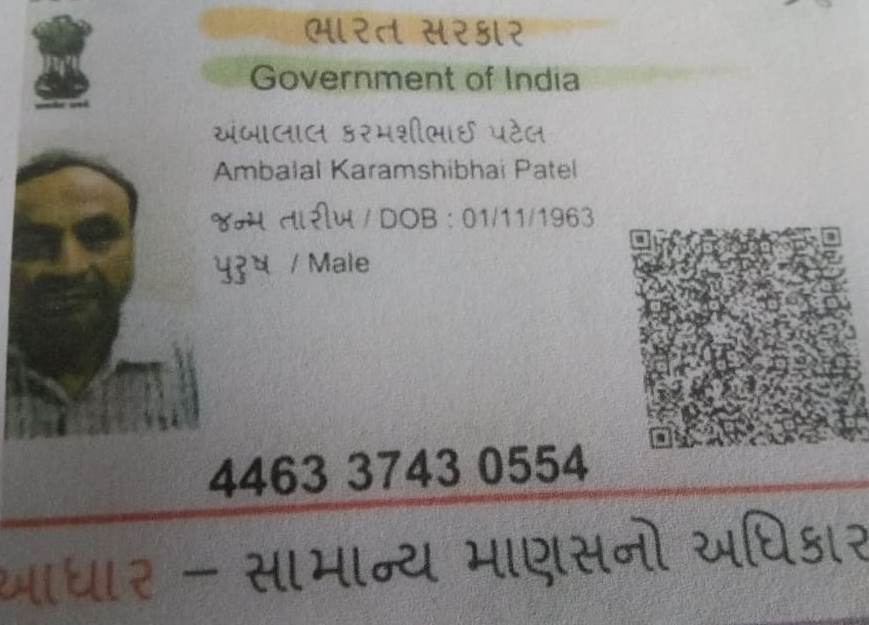 ભારત સરકાર
Government of India
અંબાલાલ કરમશીભાઈ પટેલ
Ambalal Karamshibhai Patel
જન્મ તારીખ / DOB : 01/11/1963
પુરુષ / Male
4463 3743 0554
આધાર – સામાન્ય માણસનો અધિકાર